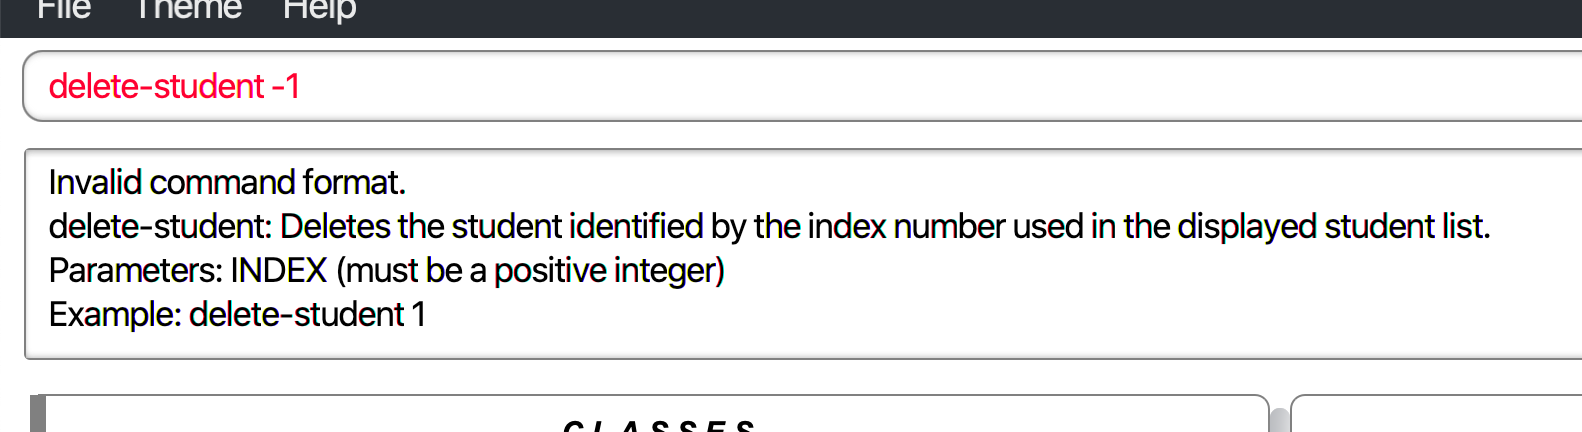 File Theme Help
delete-student -1
Invalid command format.
delete-student: Deletes the student identified by the index number used in the displayed student list.
Parameters: INDEX (must be a positive integer)
Example: delete-student 1
CLASSES